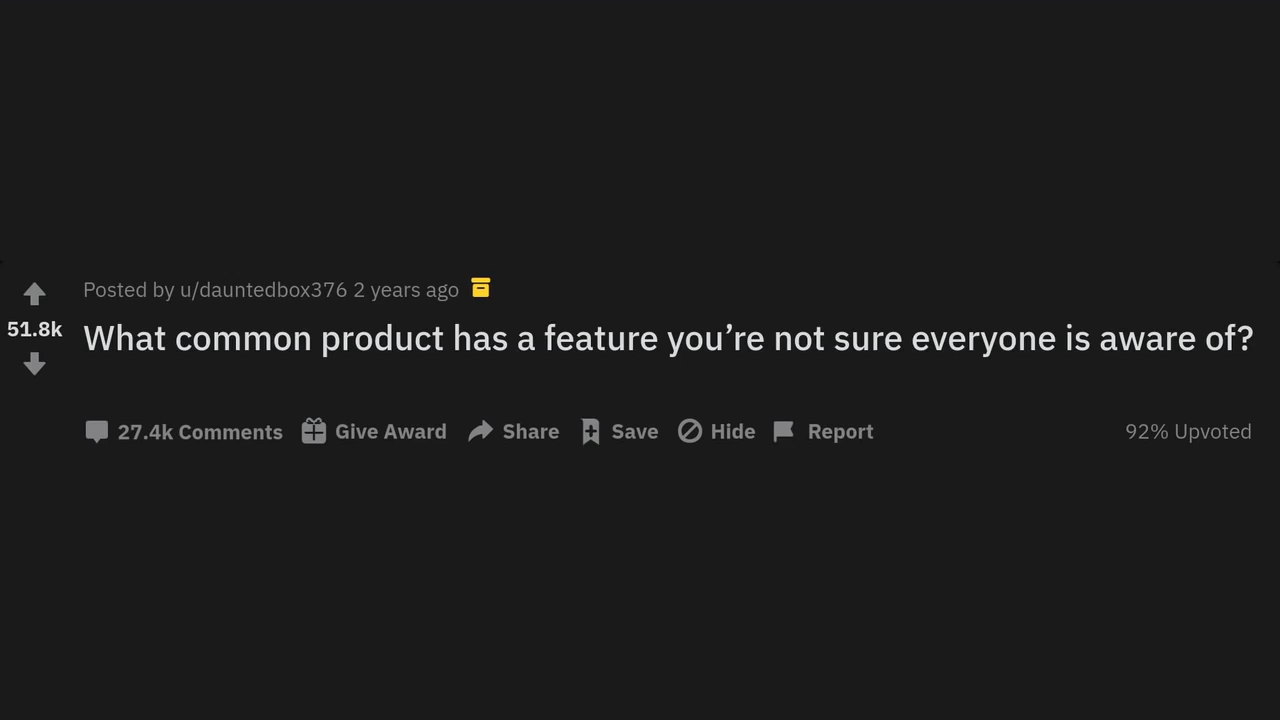 Posted by u/dauntedbox376 2 years ago
51.8k
What common product has a feature you’re not sure everyone is aware of?
27.4k Comments Give Award Share Save Hide Report 92% Upvoted